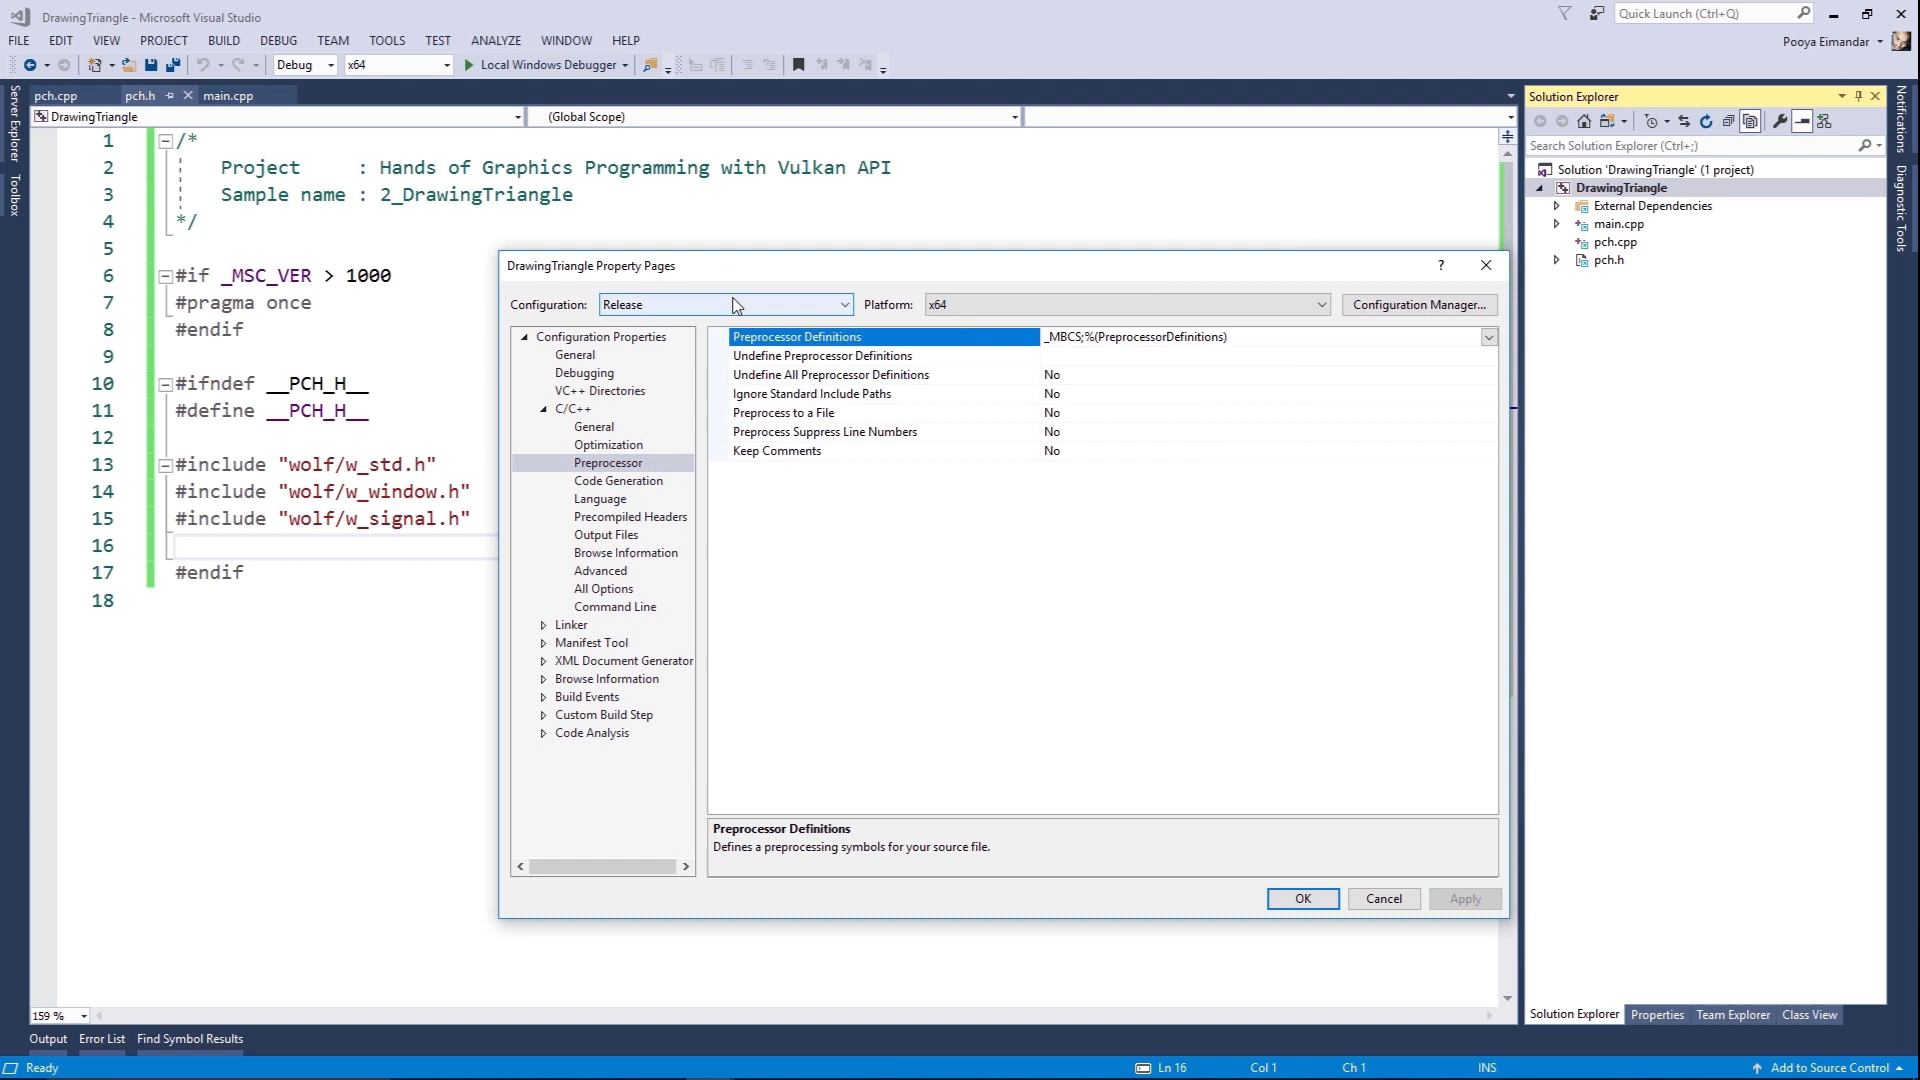 DrawingTriangle - Microsoft Visual Studio
Quick Launch (Ctrl+Q)
FILE EDIT VIEW PROJECT BUILD DEBUG TEAM TOOLS TEST ANALYZE WINDOW HELP
Pooya Eimandar
Debug x64 Local Windows Debugger
Server Explorer
Toolbox
pch.cpp pch.h main.cpp
DrawingTriangle (Global Scope)
1 /*
2 Project : Hands of Graphics Programming with Vulkan API
3 Sample name : 2_DrawingTriangle
4 */
5
6 #if _MSC_VER > 1000
7 #pragma once
8 #endif
9
10 #ifndef __PCH_H__
11 #define __PCH_H__
12
13 #include "wolf/w_std.h"
14 #include "wolf/w_window.h"
15 #include "wolf/w_signal.h"
16
17 #endif
18
DrawingTriangle Property Pages ?
Configuration: Release Platform: x64 Configuration Manager...
Configuration Properties
General
Debugging
VC++ Directories
C/C++
General
Optimization
Preprocessor
Code Generation
Language
Precompiled Headers
Output Files
Browse Information
Advanced
All Options
Command Line
Linker
Manifest Tool
XML Document Generator
Browse Information
Build Events
Custom Build Step
Code Analysis
Preprocessor Definitions _MBCS;%(PreprocessorDefinitions)
Undefine Preprocessor Definitions
Undefine All Preprocessor Definitions No
Ignore Standard Include Paths No
Preprocess to a File No
Preprocess Suppress Line Numbers No
Keep Comments No
Preprocessor Definitions
Defines a preprocessing symbols for your source file.
OK Cancel Apply
Solution Explorer
Search Solution Explorer (Ctrl+;)
Solution 'DrawingTriangle' (1 project)
DrawingTriangle
External Dependencies
main.cpp
pch.cpp
pch.h
Notifications
Diagnostic Tools
159 %
Solution Explorer Properties Team Explorer Class View
Output Error List Find Symbol Results
Ready Ln 16 Col 1 Ch 1 INS Add to Source Control